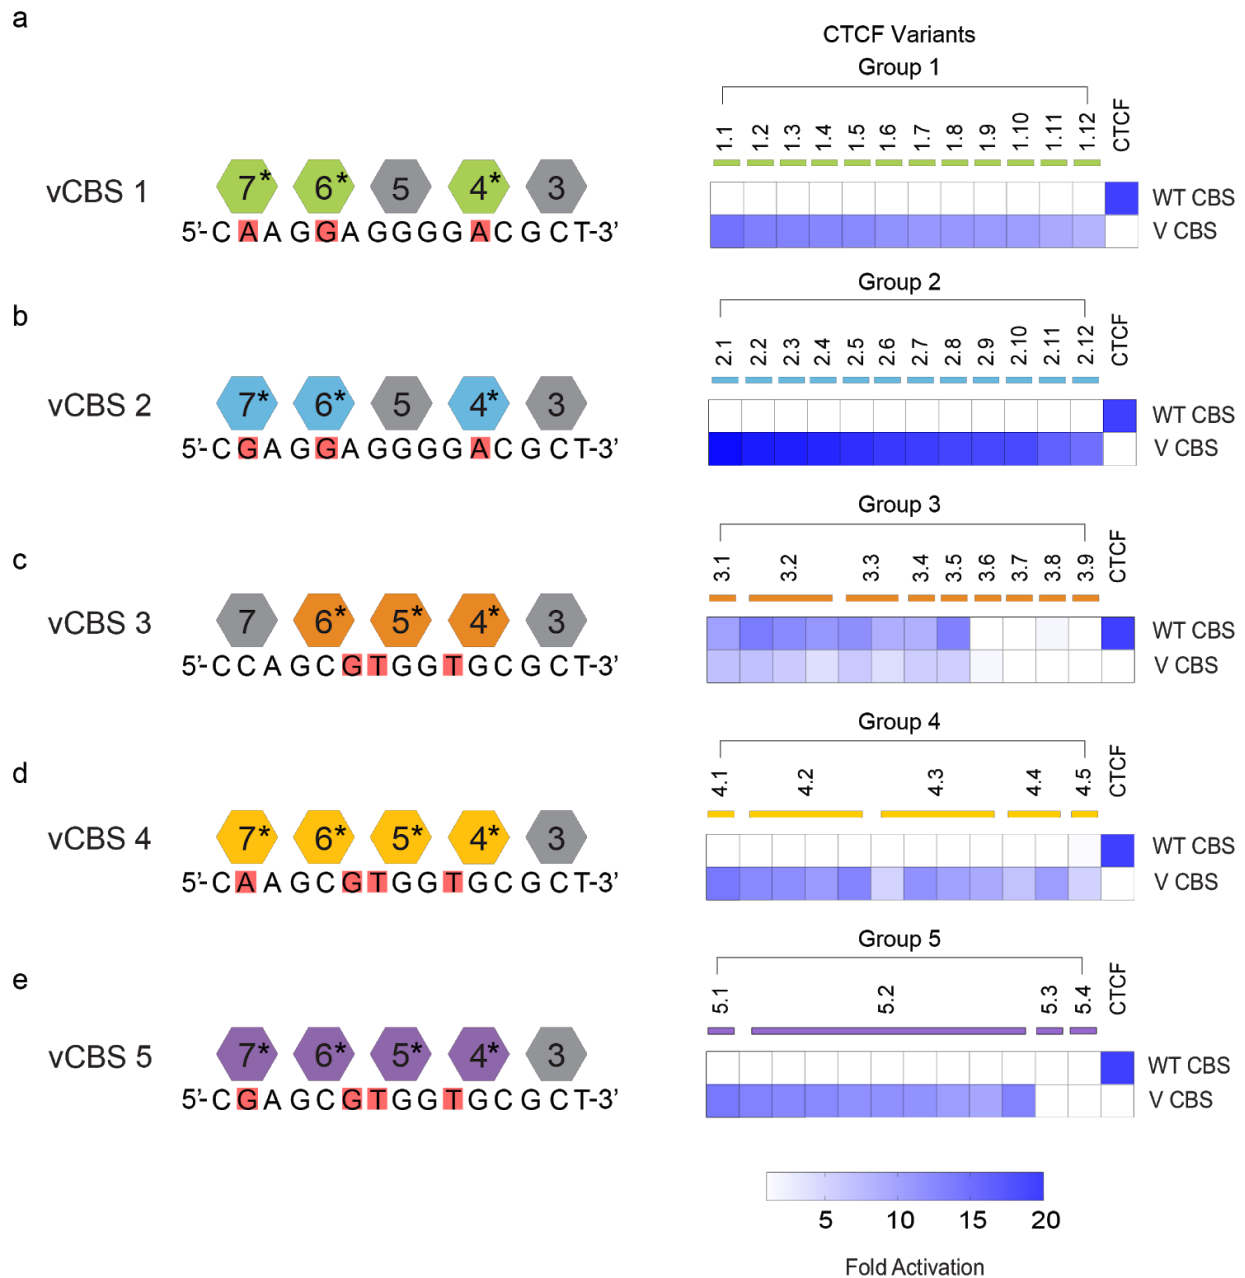 a
CTCF Variants
Group 1
1.1 1.2 1.3 1.4 1.5 1.6 1.7 1.8 1.9 1.10 1.11 1.12 CTCF
vCBS 1
7* 6* 5 4* 3
5'-C A A G G A G G G G A C G C T-3'
WT CBS
V CBS
b
Group 2
2.1 2.2 2.3 2.4 2.5 2.6 2.7 2.8 2.9 2.10 2.11 2.12 CTCF
vCBS 2
7* 6* 5 4* 3
5'-C G A G G A G G G G A C G C T-3'
WT CBS
V CBS
c
Group 3
3.1 3.2 3.3 3.4 3.5 3.6 3.7 3.8 3.9 CTCF
vCBS 3
7 6* 5* 4* 3
5'-C C A G C G T G G T G C G C T-3'
WT CBS
V CBS
d
Group 4
4.1 4.2 4.3 4.4 4.5 CTCF
vCBS 4
7* 6* 5* 4* 3
5'-C A A G C G T G G T G C G C T-3'
WT CBS
V CBS
e
Group 5
5.1 5.2 5.3 5.4 CTCF
vCBS 5
7* 6* 5* 4* 3
5'-C G A G C G T G G T G C G C T-3'
WT CBS
V CBS
5 10 15 20
Fold Activation